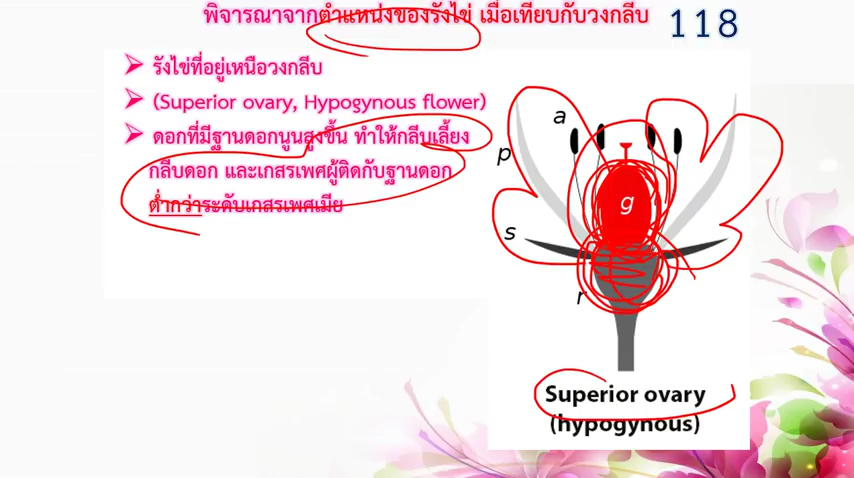 พิจารณาจากตำแหน่งของรังไข่ เมื่อเทียบกับวงกลีบ
118
➢ รังไข่ที่อยู่เหนือวงกลีบ
➢ (Superior ovary, Hypogynous flower)
➢ ดอกที่มีฐานดอกนูนสูงขึ้น ทำให้กลีบเลี้ยง
กลีบดอก และเกสรเพศผู้ติดกับฐานดอก
ต่ำกว่าระดับเกสรเพศเมีย
a
p
g
s
r
Superior ovary
(hypogynous)